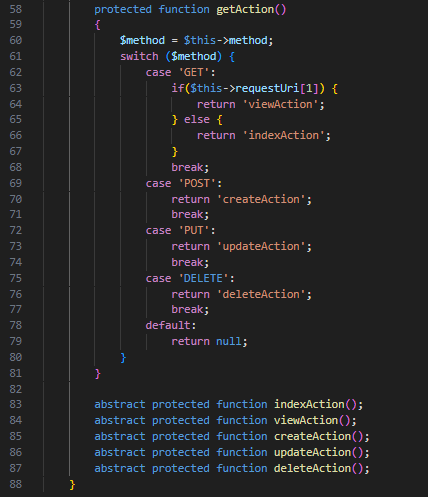 58 protected function getAction()
59 {
60 $method = $this->method;
61 switch ($method) {
62 case 'GET':
63 if($this->requestUri[1]) {
64 return 'viewAction';
65 } else {
66 return 'indexAction';
67 }
68 break;
69 case 'POST':
70 return 'createAction';
71 break;
72 case 'PUT':
73 return 'updateAction';
74 break;
75 case 'DELETE':
76 return 'deleteAction';
77 break;
78 default:
79 return null;
80 }
81 }
82
83 abstract protected function indexAction();
84 abstract protected function viewAction();
85 abstract protected function createAction();
86 abstract protected function updateAction();
87 abstract protected function deleteAction();
88 }